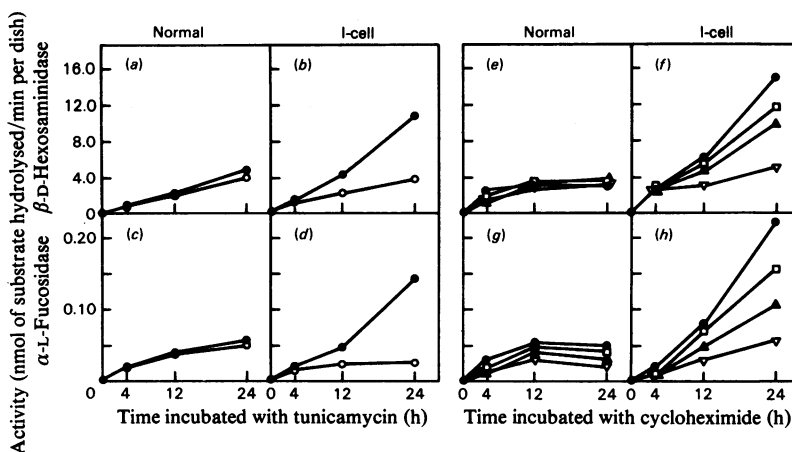 Normal
I-cell
Normal
I-cell
Activity (nmol of substrate hydrolysed/min per dish)
β-D-Hexosaminidase
α-L-Fucosidase
16.0
12.0
8.0
4.0
0
(a)
(b)
(e)
(f)
0.20
0.10
0
(c)
(d)
(g)
(h)
0 4 12 24 0 4 12 24
0 4 12 24 0 4 12 24
Time incubated with tunicamycin (h)
Time incubated with cycloheximide (h)